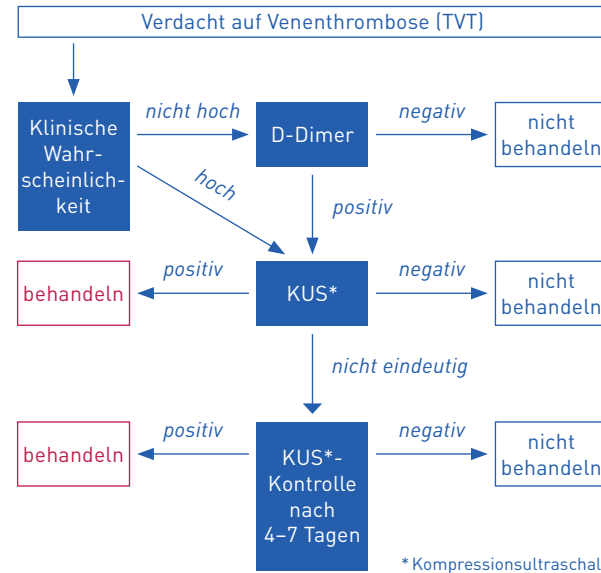 Verdacht auf Venenthrombose (TVT)
Klinische
Wahr-
scheinlich-
keit
nicht hoch
D-Dimer
negativ
nicht
behandeln
hoch
positiv
behandeln
positiv
KUS*
negativ
nicht
behandeln
nicht eindeutig
behandeln
positiv
KUS*-
Kontrolle
nach
4–7 Tagen
negativ
nicht
behandeln
* Kompressionsultraschal